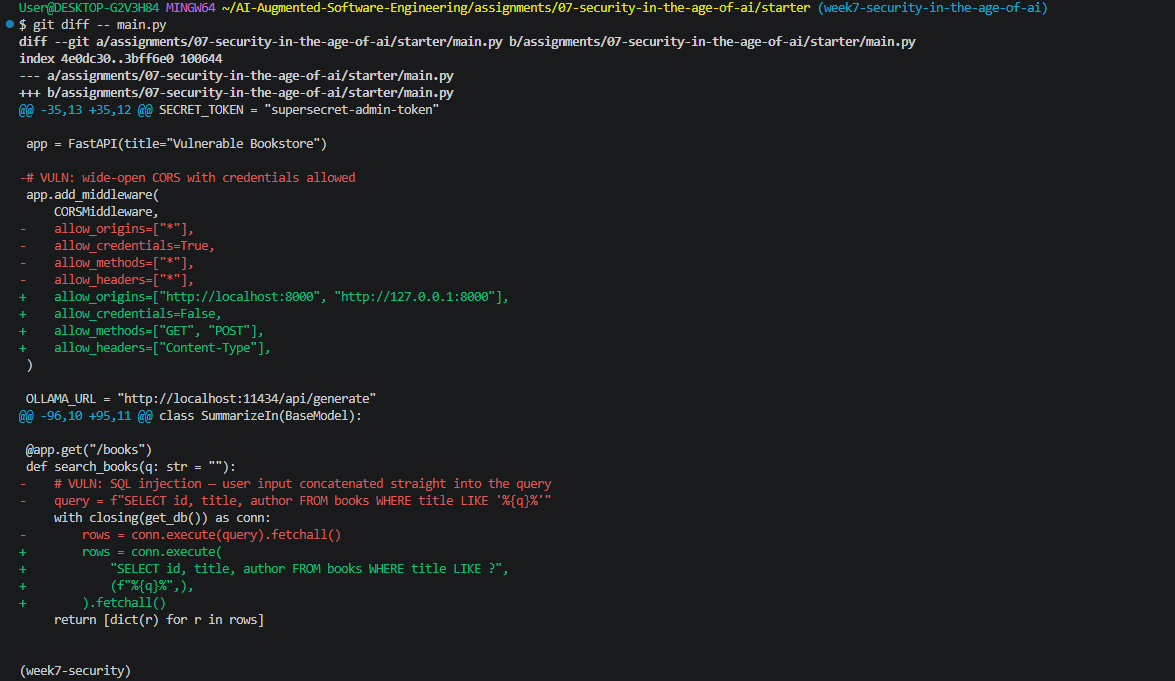 User@DESKTOP-G2V3H84 MINGW64 ~/AI-Augmented-Software-Engineering/assignments/07-security-in-the-age-of-ai/starter (week7-security-in-the-age-of-ai)
$ git diff -- main.py
diff --git a/assignments/07-security-in-the-age-of-ai/starter/main.py b/assignments/07-security-in-the-age-of-ai/starter/main.py
index 4e0dc30..3bff6e0 100644
--- a/assignments/07-security-in-the-age-of-ai/starter/main.py
+++ b/assignments/07-security-in-the-age-of-ai/starter/main.py
@@ -35,13 +35,12 @@ SECRET_TOKEN = "supersecret-admin-token"
 app = FastAPI(title="Vulnerable Bookstore")
-# VULN: wide-open CORS with credentials allowed
 app.add_middleware(
     CORSMiddleware,
-    allow_origins=["*"],
-    allow_credentials=True,
-    allow_methods=["*"],
-    allow_headers=["*"],
+    allow_origins=["http://localhost:8000", "http://127.0.0.1:8000"],
+    allow_credentials=False,
+    allow_methods=["GET", "POST"],
+    allow_headers=["Content-Type"],
 )
 OLLAMA_URL = "http://localhost:11434/api/generate"
@@ -96,10 +95,11 @@ class SummarizeIn(BaseModel):
 @app.get("/books")
 def search_books(q: str = ""):
-    # VULN: SQL injection — user input concatenated straight into the query
-    query = f"SELECT id, title, author FROM books WHERE title LIKE '%{q}%'"
     with closing(get_db()) as conn:
-        rows = conn.execute(query).fetchall()
+        rows = conn.execute(
+            "SELECT id, title, author FROM books WHERE title LIKE ?",
+            (f"%{q}%",),
+        ).fetchall()
     return [dict(r) for r in rows]
(week7-security)